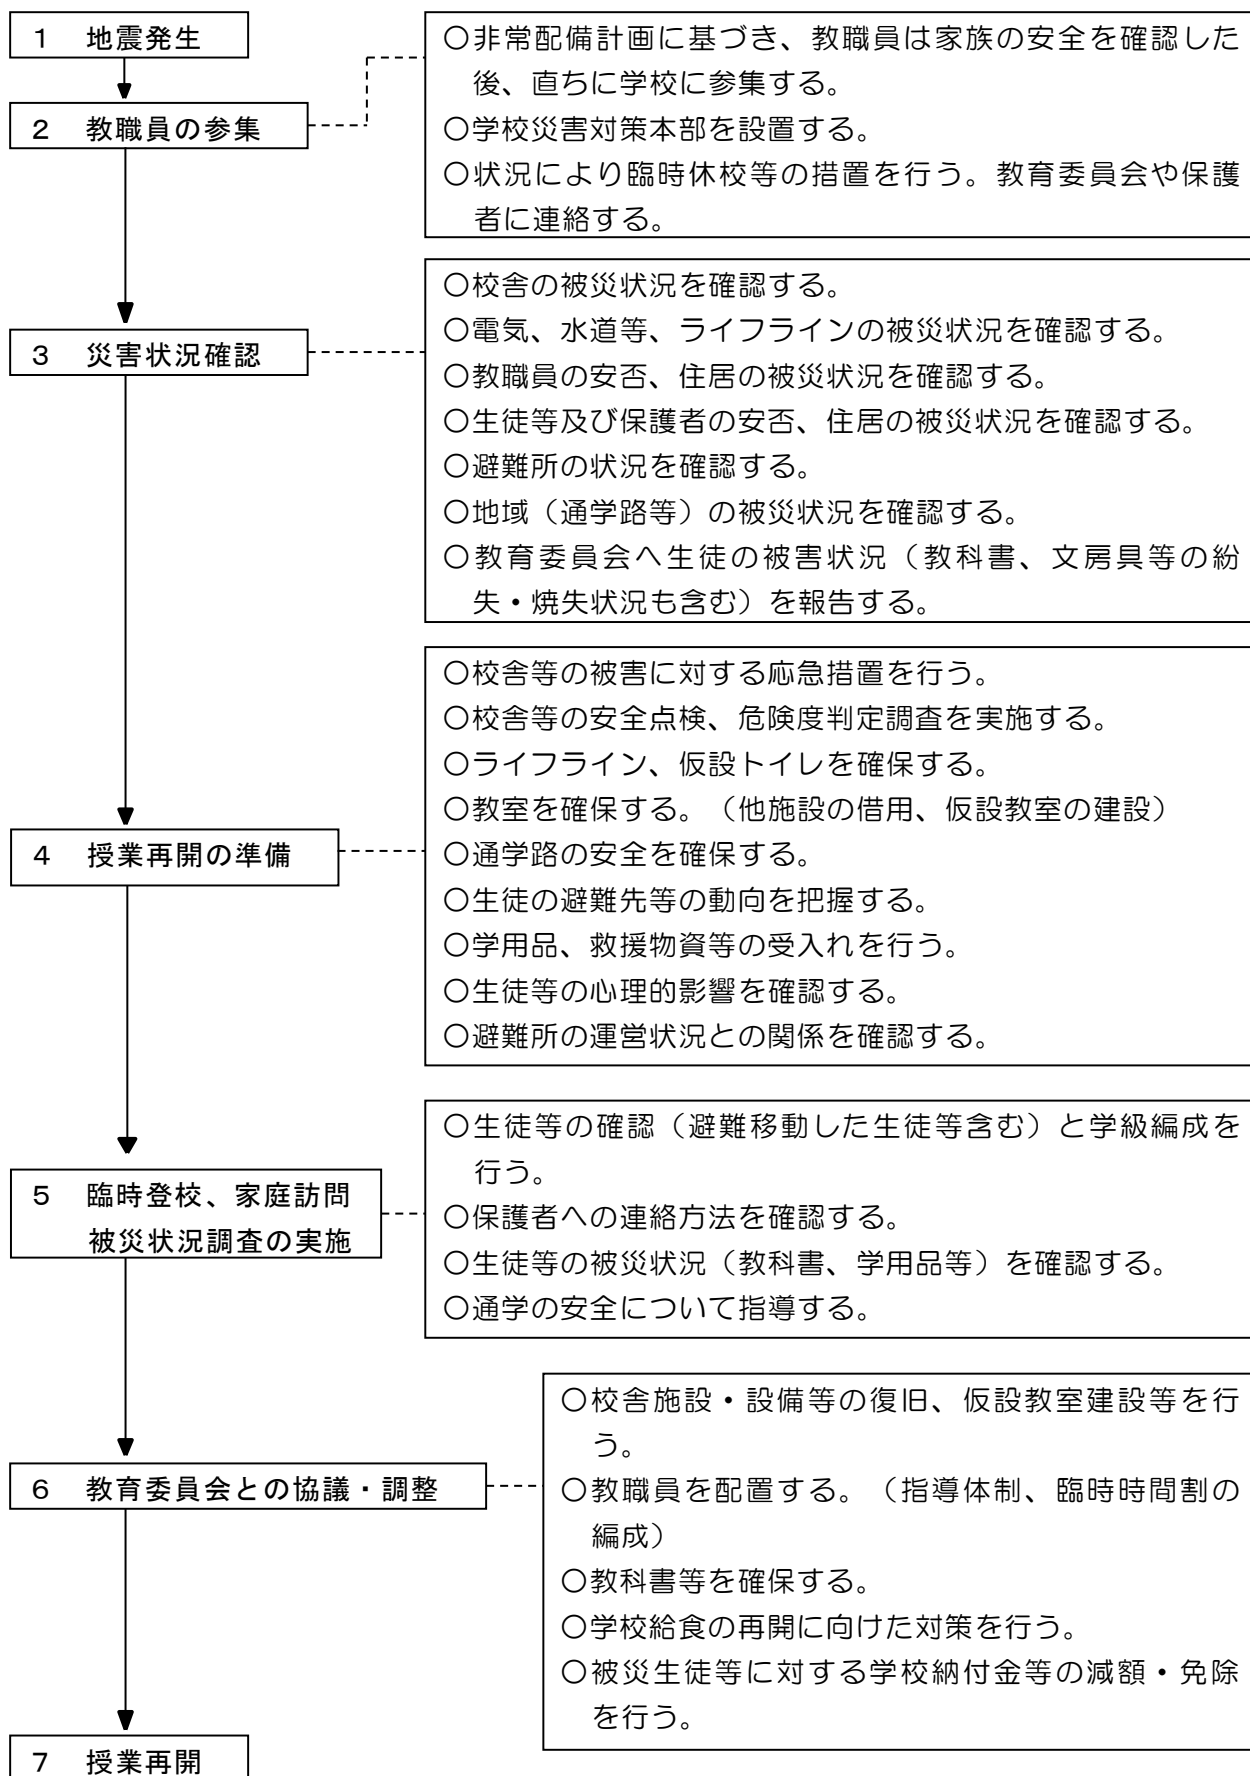 1 地震発生
2 教職員の参集
○非常配備計画に基づき、教職員は家族の安全を確認した
後、直ちに学校に参集する。
○学校災害対策本部を設置する。
○状況により臨時休校等の措置を行う。教育委員会や保護
者に連絡する。
3 災害状況確認
○校舎の被災状況を確認する。
○電気、水道等、ライフラインの被災状況を確認する。
○教職員の安否、住居の被災状況を確認する。
○生徒等及び保護者の安否、住居の被災状況を確認する。
○避難所の状況を確認する。
○地域（通学路等）の被災状況を確認する。
○教育委員会へ生徒の被害状況（教科書、文房具等の紛
失・焼失状況も含む）を報告する。
4 授業再開の準備
○校舎等の被害に対する応急措置を行う。
○校舎等の安全点検、危険度判定調査を実施する。
○ライフライン、仮設トイレを確保する。
○教室を確保する。（他施設の借用、仮設教室の建設）
○通学路の安全を確保する。
○生徒の避難先等の動向を把握する。
○学用品、救援物資等の受入れを行う。
○生徒等の心理的影響を確認する。
○避難所の運営状況との関係を確認する。
5 臨時登校、家庭訪問
被災状況調査の実施
○生徒等の確認（避難移動した生徒等含む）と学級編成を
行う。
○保護者への連絡方法を確認する。
○生徒等の被災状況（教科書、学用品等）を確認する。
○通学の安全について指導する。
6 教育委員会との協議・調整
○校舎施設・設備等の復旧、仮設教室建設等を行
う。
○教職員を配置する。（指導体制、臨時時間割の
編成）
○教科書等を確保する。
○学校給食の再開に向けた対策を行う。
○被災生徒等に対する学校納付金等の減額・免除
を行う。
7 授業再開